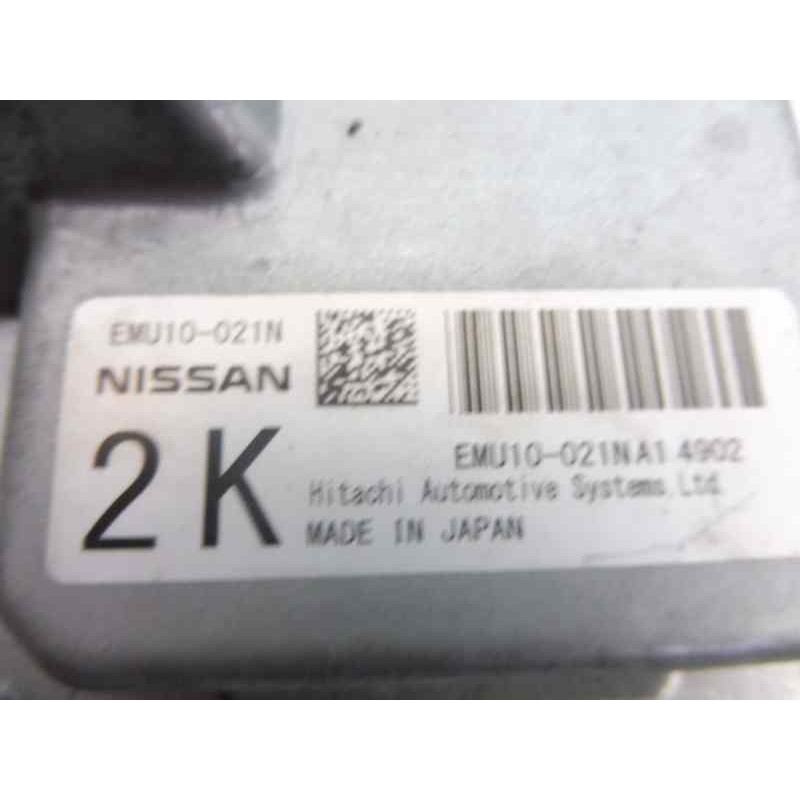 EMU10-021N
NISSAN
2K
EMU10-021NA1 4902
Hitachi Automotive Systems,Ltd
MADE IN JAPAN